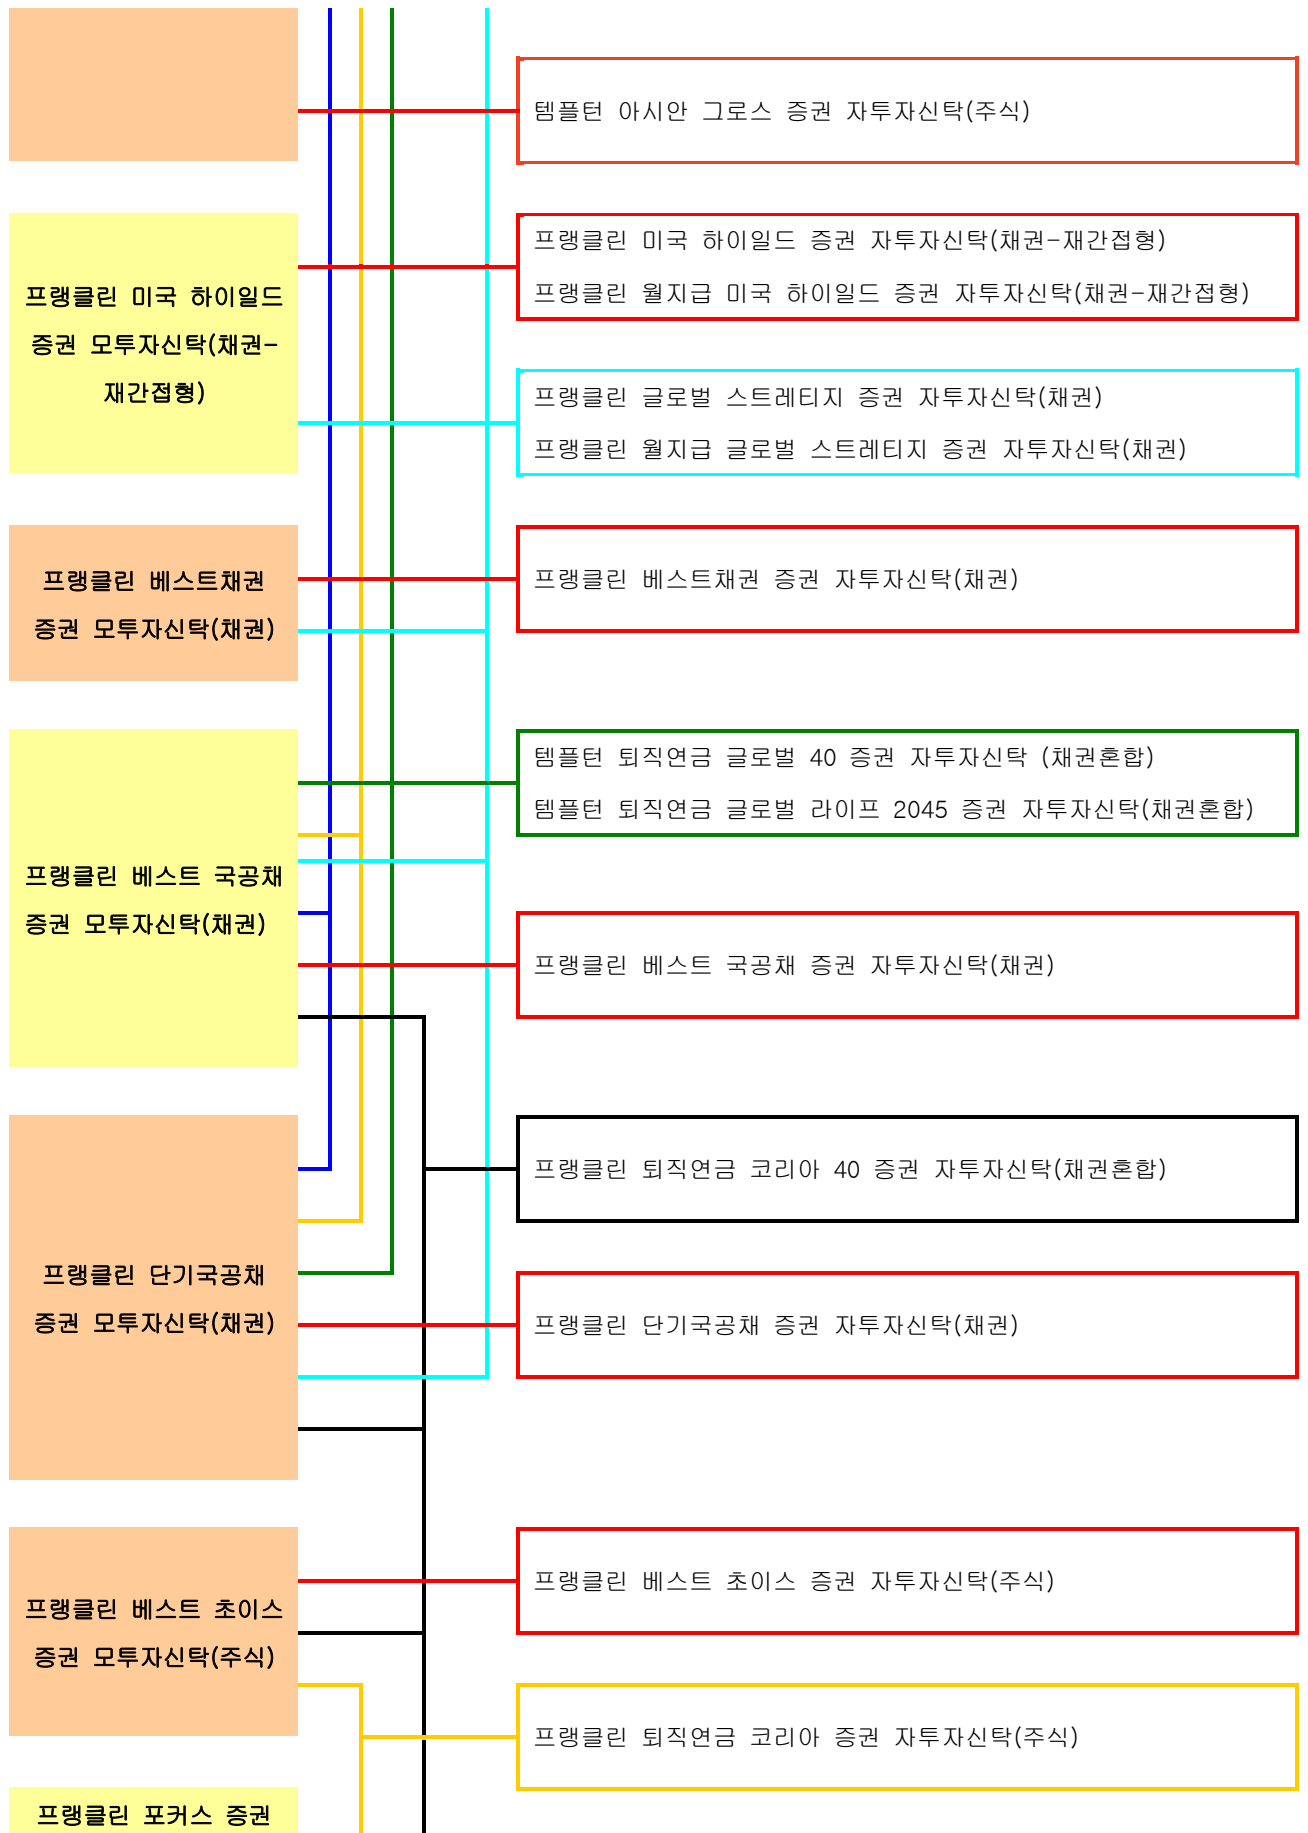 템플턴 아시안 그로스 증권 자투자신탁(주식)
프랭클린 미국 하이일드
증권 모투자신탁(채권-
재간접형)
프랭클린 미국 하이일드 증권 자투자신탁(채권-재간접형)
프랭클린 월지급 미국 하이일드 증권 자투자신탁(채권-재간접형)
프랭클린 글로벌 스트레티지 증권 자투자신탁(채권)
프랭클린 월지급 글로벌 스트레티지 증권 자투자신탁(채권)
프랭클린 베스트채권
증권 모투자신탁(채권)
프랭클린 베스트채권 증권 자투자신탁(채권)
프랭클린 베스트 국공채
증권 모투자신탁(채권)
템플턴 퇴직연금 글로벌 40 증권 자투자신탁 (채권혼합)
템플턴 퇴직연금 글로벌 라이프 2045 증권 자투자신탁(채권혼합)
프랭클린 베스트 국공채 증권 자투자신탁(채권)
프랭클린 퇴직연금 코리아 40 증권 자투자신탁(채권혼합)
프랭클린 단기국공채
증권 모투자신탁(채권)
프랭클린 단기국공채 증권 자투자신탁(채권)
프랭클린 베스트 초이스
증권 모투자신탁(주식)
프랭클린 베스트 초이스 증권 자투자신탁(주식)
프랭클린 퇴직연금 코리아 증권 자투자신탁(주식)
프랭클린 포커스 증권